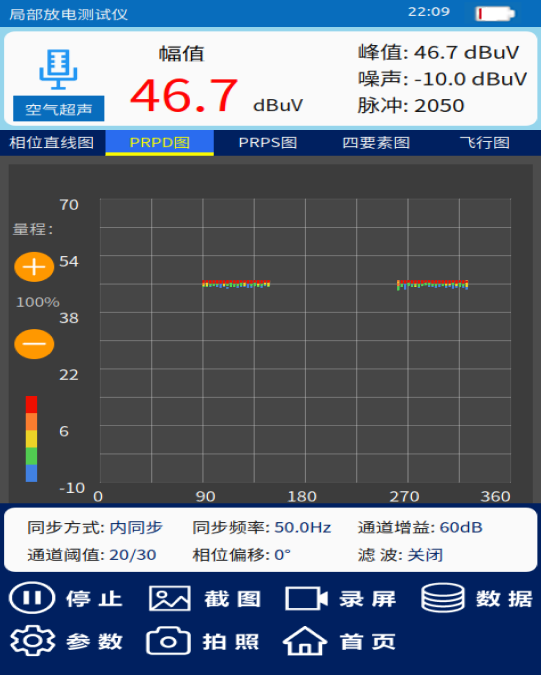 局部放电测试仪 22:09
幅值
46.7 dBuV
空气超声
峰值: 46.7 dBuV
噪声: -10.0 dBuV
脉冲: 2050
相位直线图 PRPD图 PRPS图 四要素图 飞行图
量程:
100%
70
54
38
22
6
-10
0 90 180 270 360
同步方式: 内同步 同步频率: 50.0Hz 通道增益: 60dB
通道阈值: 20/30 相位偏移: 0° 滤 波: 关闭
停止 截图 录屏 数据
参数 拍照 首页